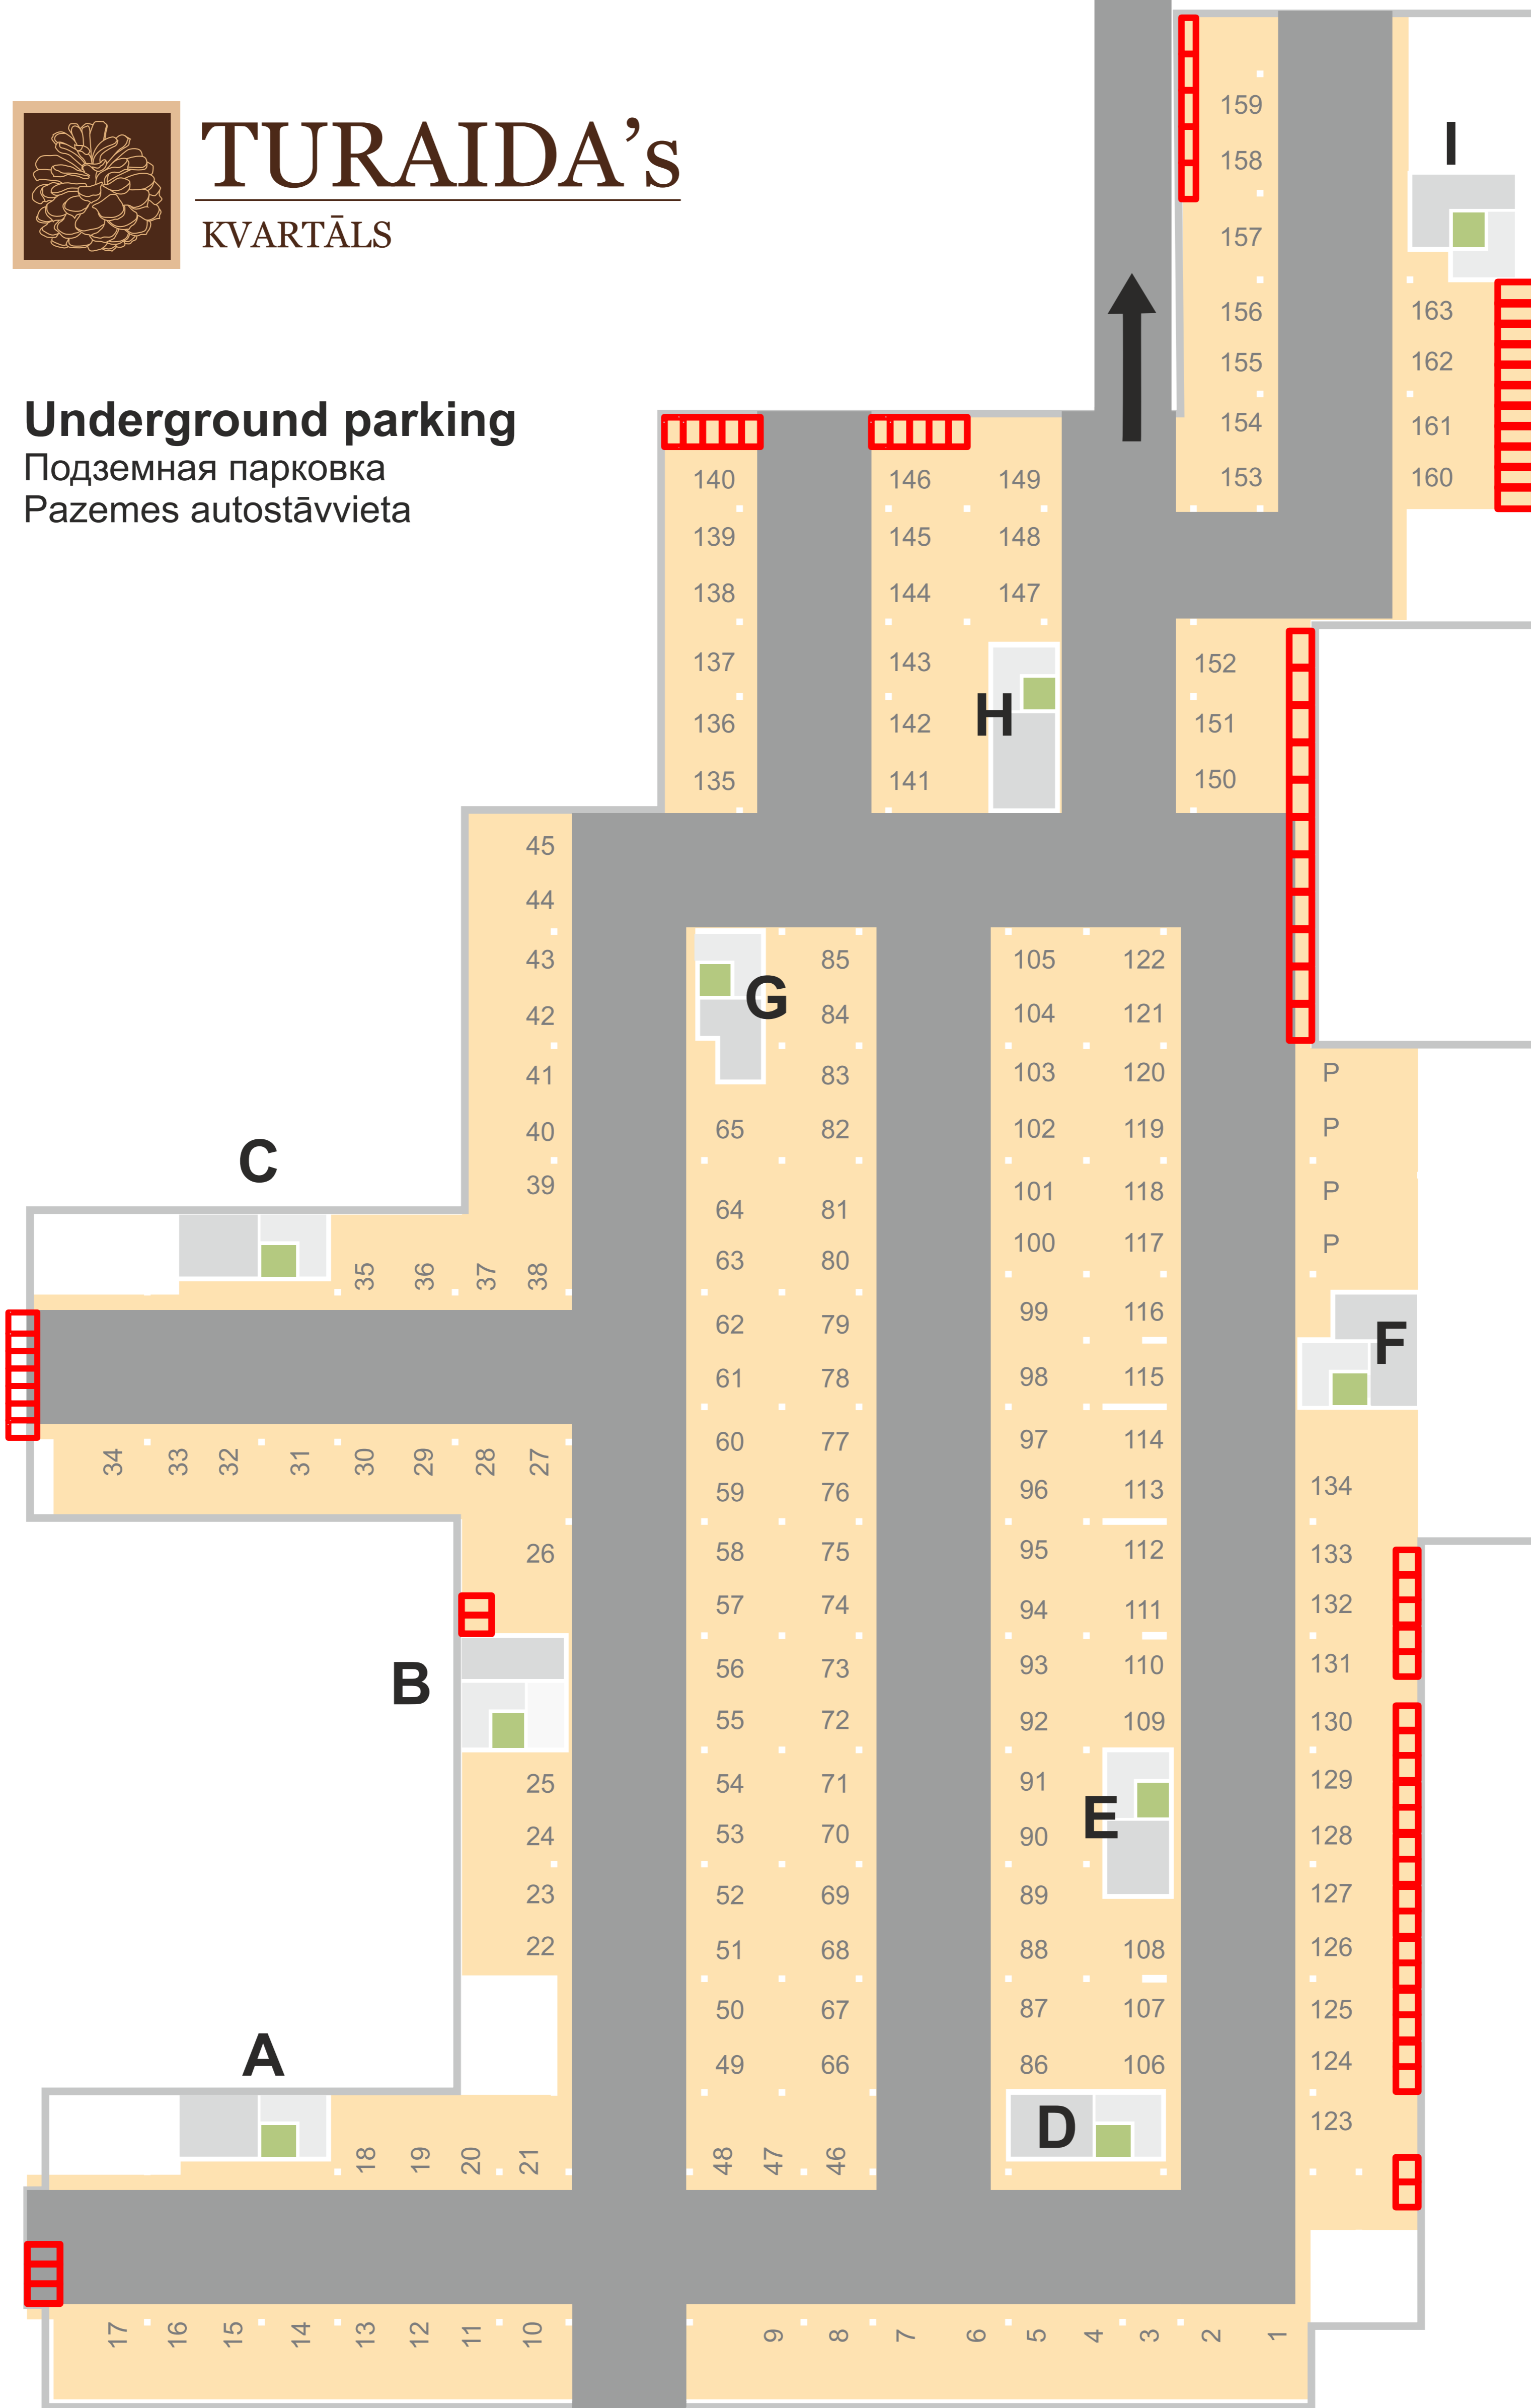 TURAIDA's
KVARTĀLS
Underground parking
Подземная парковка
Pazemes autostāvvieta
159
158
I
157
156 163
155 162
154 161
153 160
140 146 149
139 145 148
138 144 147
137 143 152
136 142 H 151
135 141 150
45
44
43 85 105 122
G
42 84 104 121
41 83 103 120 P
40 65 82 102 119 P
C
39 64 81 101 118 P
35 36 37 38 63 80 100 117 P
62 79 99 116
F
61 78 98 115
34 33 32 31 30 29 28 27 60 77 97 114
59 76 96 113 134
26 58 75 95 112 133
57 74 94 111 132
B
56 73 93 110 131
55 72 92 109 130
25 54 71 91 129
E
24 53 70 90 128
23 52 69 89 127
22 51 68 88 108 126
50 67 87 107 125
A
49 66 86 106 124
D
123
18 19 20 21 48 47 46
17 16 15 14 13 12 11 10 9 8 7 6 5 4 3 2 1